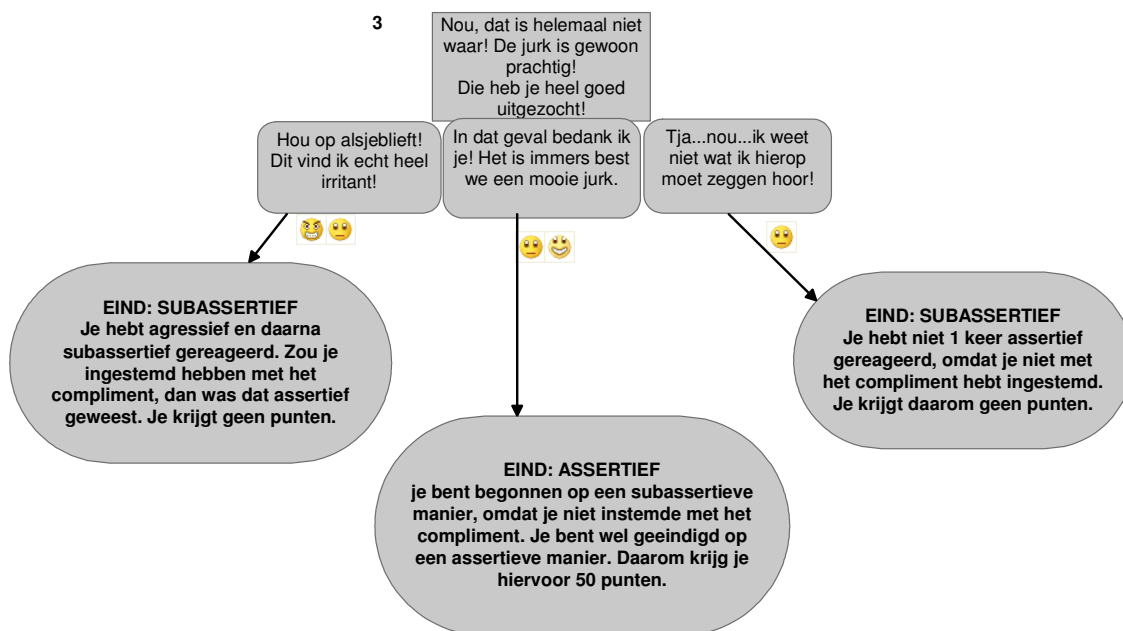 3
Nou, dat is helemaal niet
waar! De jurk is gewoon
prachtig!
Die heb je heel goed
uitgezocht!
Hou op alsjeblieft!
Dit vind ik echt heel
irritant!
In dat geval bedank ik
je! Het is immers best
we een mooie jurk.
Tja...nou...ik weet
niet wat ik hierop
moet zeggen hoor!
EIND: SUBASSERTIEF
Je hebt agressief en daarna
subassertief gereageerd. Zou je
ingestemd hebben met het
compliment, dan was dat assertief
geweest. Je krijgt geen punten.
EIND: ASSERTIEF
je bent begonnen op een subassertieve
manier, omdat je niet instemde met het
compliment. Je bent wel geeindigd op
een assertieve manier. Daarom krijg je
hiervoor 50 punten.
EIND: SUBASSERTIEF
Je hebt niet 1 keer assertief
gereageerd, omdat je niet met
het compliment hebt ingestemd.
Je krijgt daarom geen punten.